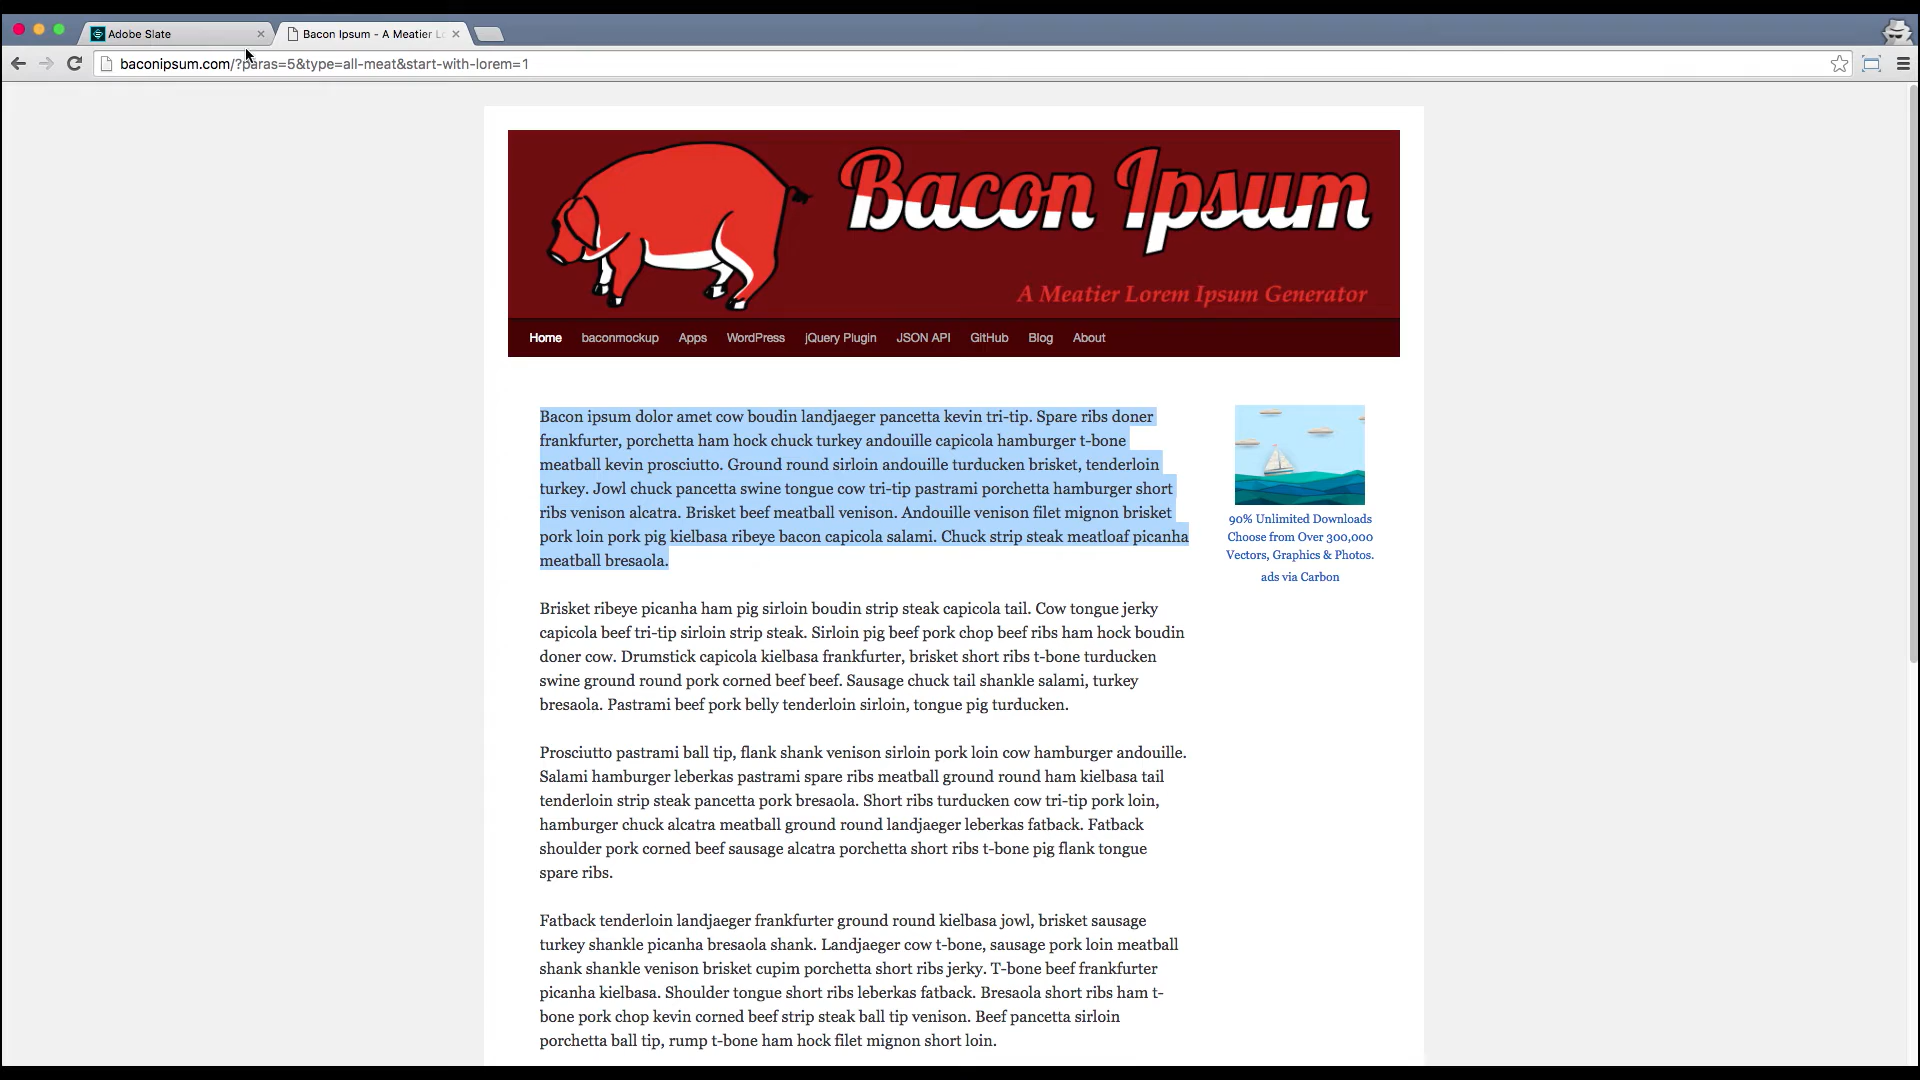 Adobe Slate
Bacon Ipsum - A Meatier Lo
baconipsum.com/?paras=5&type=all-meat&start-with-lorem=1
Bacon Ipsum
A Meatier Lorem Ipsum Generator
Home baconmockup Apps WordPress jQuery Plugin JSON API GitHub Blog About
Bacon ipsum dolor amet cow boudin landjaeger pancetta kevin tri-tip. Spare ribs doner
frankfurter, porchetta ham hock chuck turkey andouille capicola hamburger t-bone
meatball kevin prosciutto. Ground round sirloin andouille turducken brisket, tenderloin
turkey. Jowl chuck pancetta swine tongue cow tri-tip pastrami porchetta hamburger short
ribs venison alcatra. Brisket beef meatball venison. Andouille venison filet mignon brisket
pork loin pork pig kielbasa ribeye bacon capicola salami. Chuck strip steak meatloaf picanha
meatball bresaola.
90% Unlimited Downloads
Choose from Over 300,000
Vectors, Graphics & Photos.
ads via Carbon
Brisket ribeye picanha ham pig sirloin boudin strip steak capicola tail. Cow tongue jerky
capicola beef tri-tip sirloin strip steak. Sirloin pig beef pork chop beef ribs ham hock boudin
doner cow. Drumstick capicola kielbasa frankfurter, brisket short ribs t-bone turducken
swine ground round pork corned beef beef. Sausage chuck tail shankle salami, turkey
bresaola. Pastrami beef pork belly tenderloin sirloin, tongue pig turducken.
Prosciutto pastrami ball tip, flank shank venison sirloin pork loin cow hamburger andouille.
Salami hamburger leberkas pastrami spare ribs meatball ground round ham kielbasa tail
tenderloin strip steak pancetta pork bresaola. Short ribs turducken cow tri-tip pork loin,
hamburger chuck alcatra meatball ground round landjaeger leberkas fatback. Fatback
shoulder pork corned beef sausage alcatra porchetta short ribs t-bone pig flank tongue
spare ribs.
Fatback tenderloin landjaeger frankfurter ground round kielbasa jowl, brisket sausage
turkey shankle picanha bresaola shank. Landjaeger cow t-bone, sausage pork loin meatball
shank shankle venison brisket cupim porchetta short ribs jerky. T-bone beef frankfurter
picanha kielbasa. Shoulder tongue short ribs leberkas fatback. Bresaola short ribs ham t-
bone pork chop kevin corned beef strip steak ball tip venison. Beef pancetta sirloin
porchetta ball tip, rump t-bone ham hock filet mignon short loin.